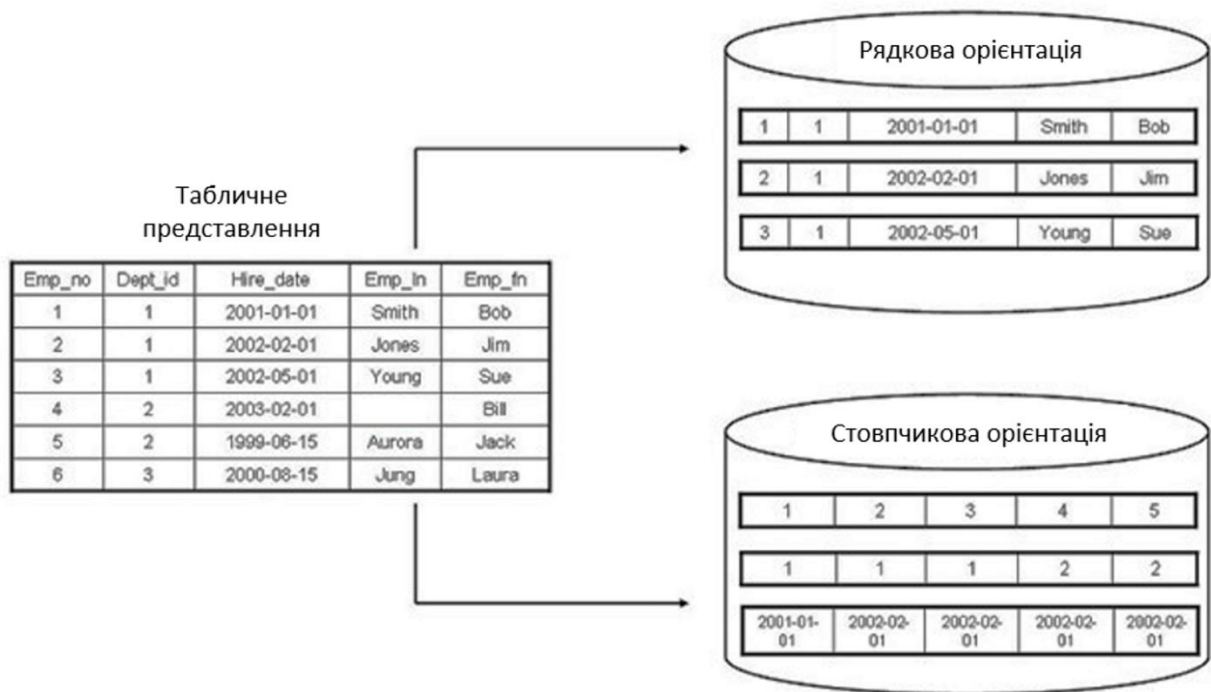 Табличне
представлення
Emp_no Dept_id Hire_date Emp_ln Emp_fn
1 1 2001-01-01 Smith Bob
2 1 2002-02-01 Jones Jim
3 1 2002-05-01 Young Sue
4 2 2003-02-01 Bill
5 2 1999-06-15 Aurora Jack
6 3 2000-08-15 Jung Laura
Рядкова орієнтація
1 1 2001-01-01 Smith Bob
2 1 2002-02-01 Jones Jim
3 1 2002-05-01 Young Sue
Стовпчикова орієнтація
1 2 3 4 5
1 1 1 2 2
2001-01- 2002-02- 2002-02- 2002-02- 2002-02-
01 01 01 01 01